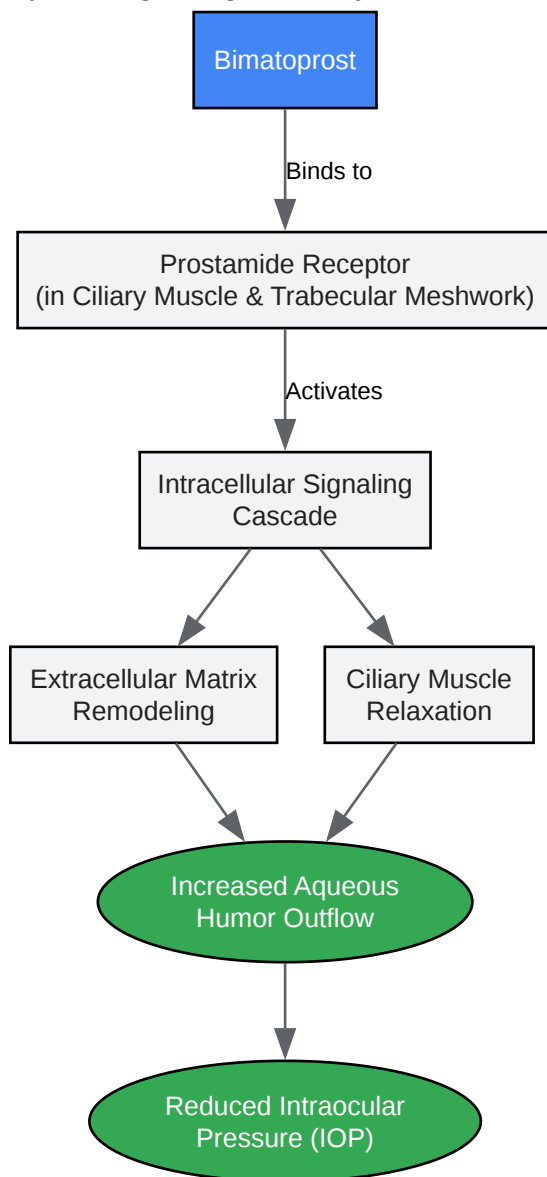 Bimatoprost
Binds to
Prostamide Receptor
(in Ciliary Muscle & Trabecular Meshwork)
Activates
Intracellular Signaling
Cascade
Extracellular Matrix
Remodeling
Ciliary Muscle
Relaxation
Increased Aqueous
Humor Outflow
Reduced Intraocular
Pressure (IOP)